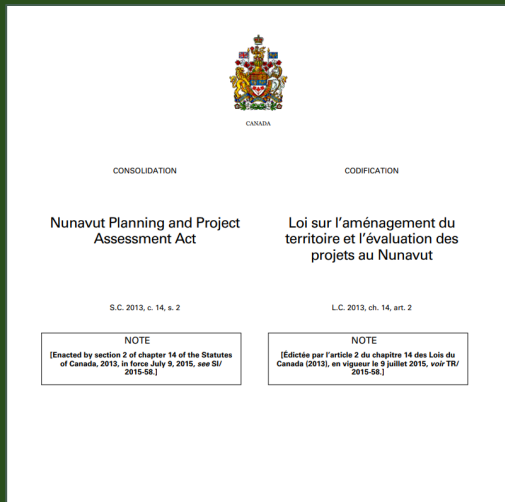 CANADA
CONSOLIDATION
Nunavut Planning and Project
Assessment Act
S.C. 2013, c. 14, s. 2
NOTE
[Enacted by section 2 of chapter 14 of the Statutes
of Canada, 2013, in force July 9, 2015, see SI/
2015-58.]
CODIFICATION
Loi sur l’aménagement du
territoire et l’évaluation des
projets au Nunavut
L.C. 2013, ch. 14, art. 2
NOTE
[Édictée par l’article 2 du chapitre 14 des Lois du
Canada (2013), en vigueur le 9 juillet 2015, voir TR/
2015-58.]